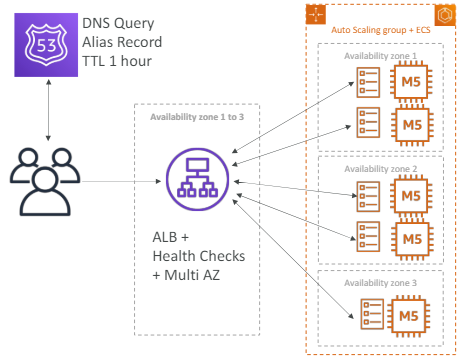 53
DNS Query
Alias Record
TTL 1 hour
Availability zone 1 to 3
ALB +
Health Checks
+ Multi AZ
Auto Scaling group + ECS
Availability zone 1
M5
M5
Availability zone 2
M5
M5
Availability zone 3
M5